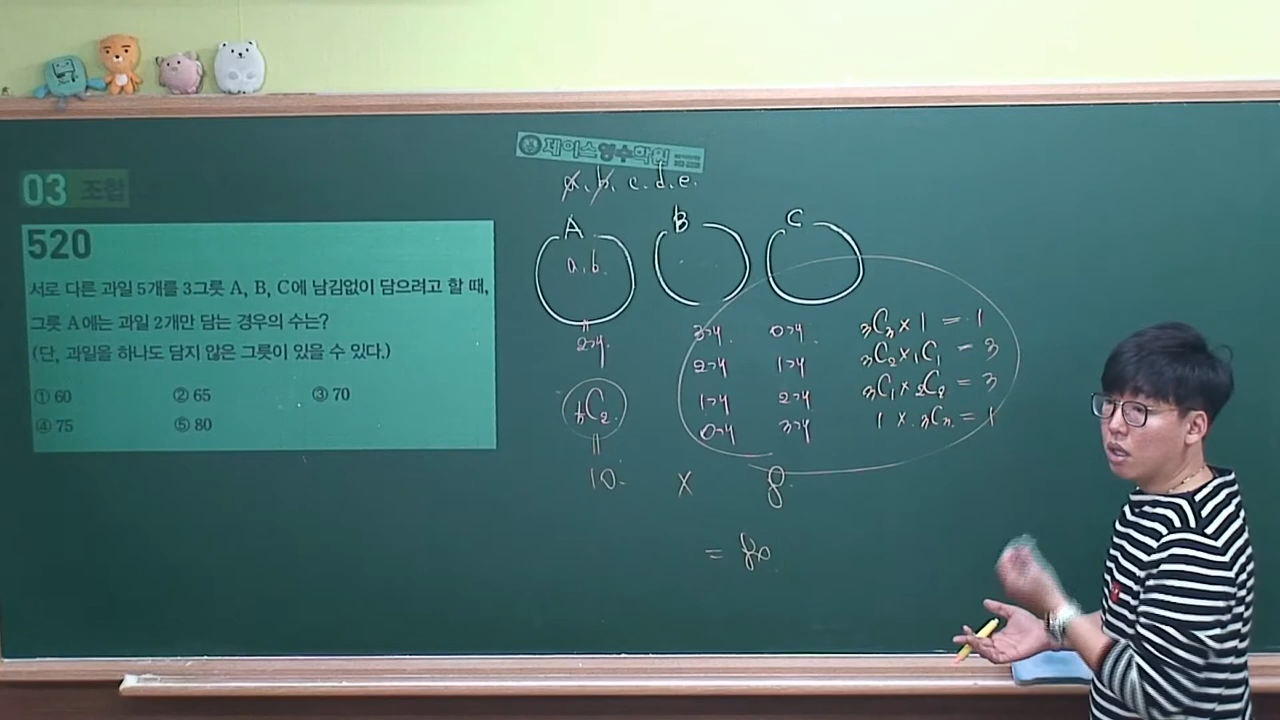 제이스영수학원
03 조합
520
서로 다른 과일 5개를 3그릇 A, B, C에 남김없이 담으려고 할 때,
그릇 A에는 과일 2개만 담는 경우의 수는?
(단, 과일을 하나도 담지 않은 그릇이 있을 수 있다.)
① 60 ② 65 ③ 70
④ 75 ⑤ 80
a. b. c. d. e.
A B C
a. b.
2개 3개 0개 ₃C₃ × 1 = 1
2개 1개 ₃C₂ × ₁C₁ = 3
1개 2개 ₃C₁ × ₂C₂ = 3
0개 3개 1 × ₃C₃ = 1
₅C₂
10 × 8
= 80